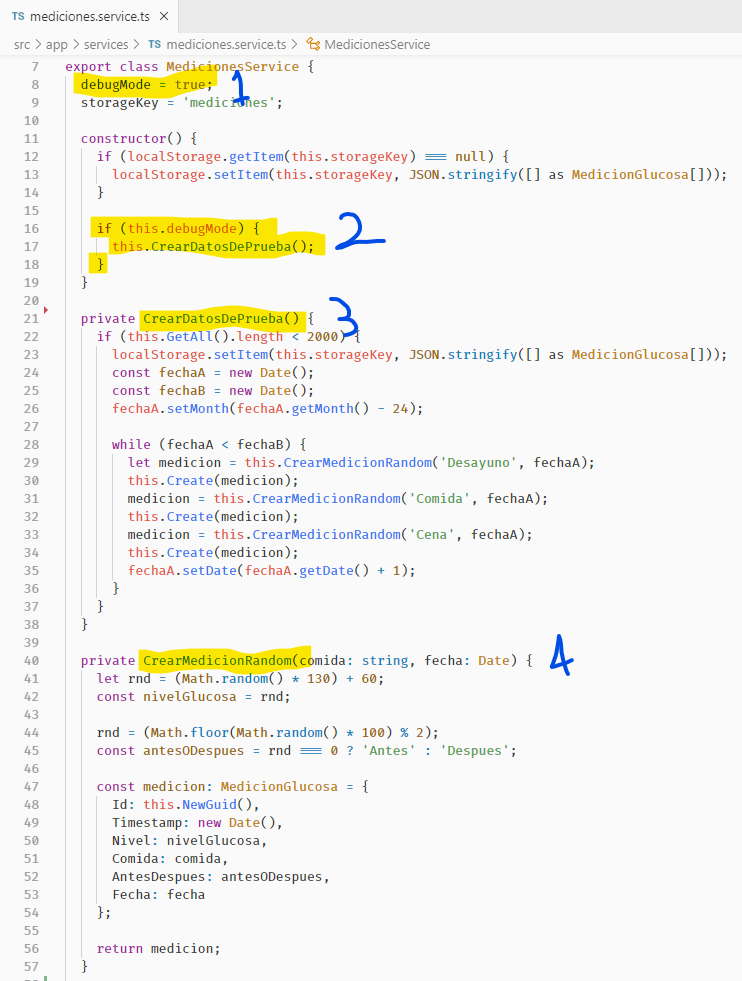 TS mediciones.service.ts ×
src > app > services > TS mediciones.service.ts > MedicionesService
7 export class MedicionesService {
8 debugMode = true; 1
9 storageKey = 'mediciones';
10
11 constructor() {
12 if (localStorage.getItem(this.storageKey) === null) {
13 localStorage.setItem(this.storageKey, JSON.stringify([] as MedicionGlucosa[]));
14 }
15
16 if (this.debugMode) { 2
17 this.CrearDatosDePrueba();
18 }
19 }
20
21 private CrearDatosDePrueba() { 3
22 if (this.GetAll().length < 2000) {
23 localStorage.setItem(this.storageKey, JSON.stringify([] as MedicionGlucosa[]));
24 const fechaA = new Date();
25 const fechaB = new Date();
26 fechaA.setMonth(fechaA.getMonth() - 24);
27
28 while (fechaA < fechaB) {
29 let medicion = this.CrearMedicionRandom('Desayuno', fechaA);
30 this.Create(medicion);
31 medicion = this.CrearMedicionRandom('Comida', fechaA);
32 this.Create(medicion);
33 medicion = this.CrearMedicionRandom('Cena', fechaA);
34 this.Create(medicion);
35 fechaA.setDate(fechaA.getDate() + 1);
36 }
37 }
38 }
39
40 private CrearMedicionRandom(comida: string, fecha: Date) { 4
41 let rnd = (Math.random() * 130) + 60;
42 const nivelGlucosa = rnd;
43
44 rnd = (Math.floor(Math.random() * 100) % 2);
45 const antesODespues = rnd === 0 ? 'Antes' : 'Despues';
46
47 const medicion: MedicionGlucosa = {
48 Id: this.NewGuid(),
49 Timestamp: new Date(),
50 Nivel: nivelGlucosa,
51 Comida: comida,
52 AntesDespues: antesODespues,
53 Fecha: fecha
54 };
55
56 return medicion;
57 }